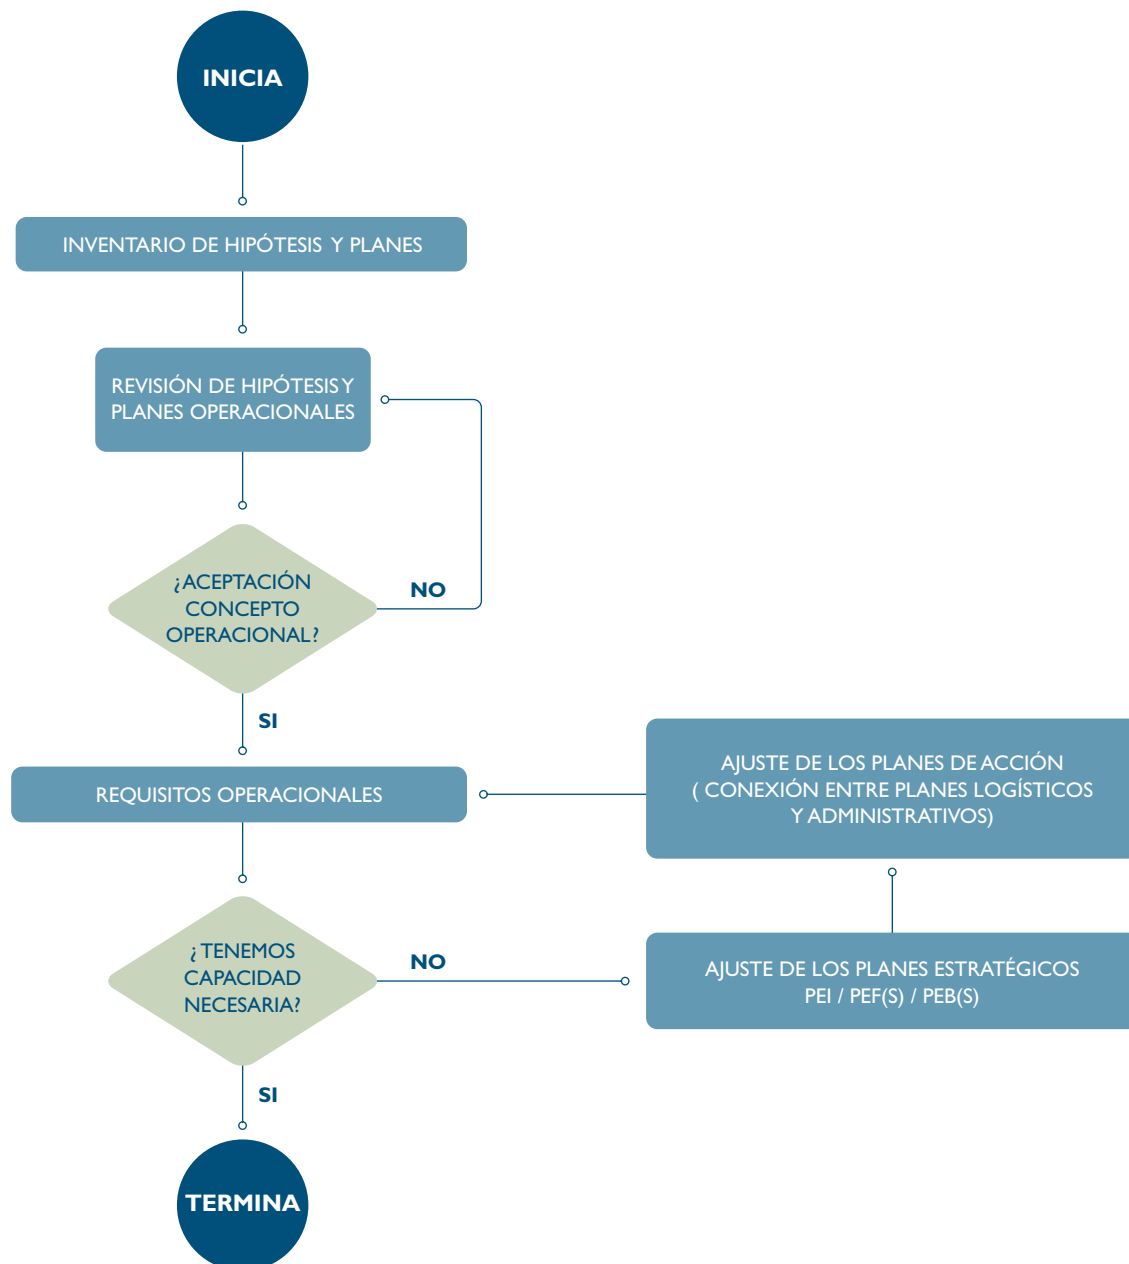 INICIA
INVENTARIO DE HIPÓTESIS Y PLANES
REVISIÓN DE HIPÓTESIS Y
PLANES OPERACIONALES
¿ACEPTACIÓN
CONCEPTO
OPERACIONAL?
NO
SI
REQUISITOS OPERACIONALES
AJUSTE DE LOS PLANES DE ACCIÓN
( CONEXIÓN ENTRE PLANES LOGÍSTICOS
Y ADMINISTRATIVOS)
¿TENEMOS
CAPACIDAD
NECESARIA?
NO
AJUSTE DE LOS PLANES ESTRATÉGICOS
PEI / PEF(S) / PEB(S)
SI
TERMINA